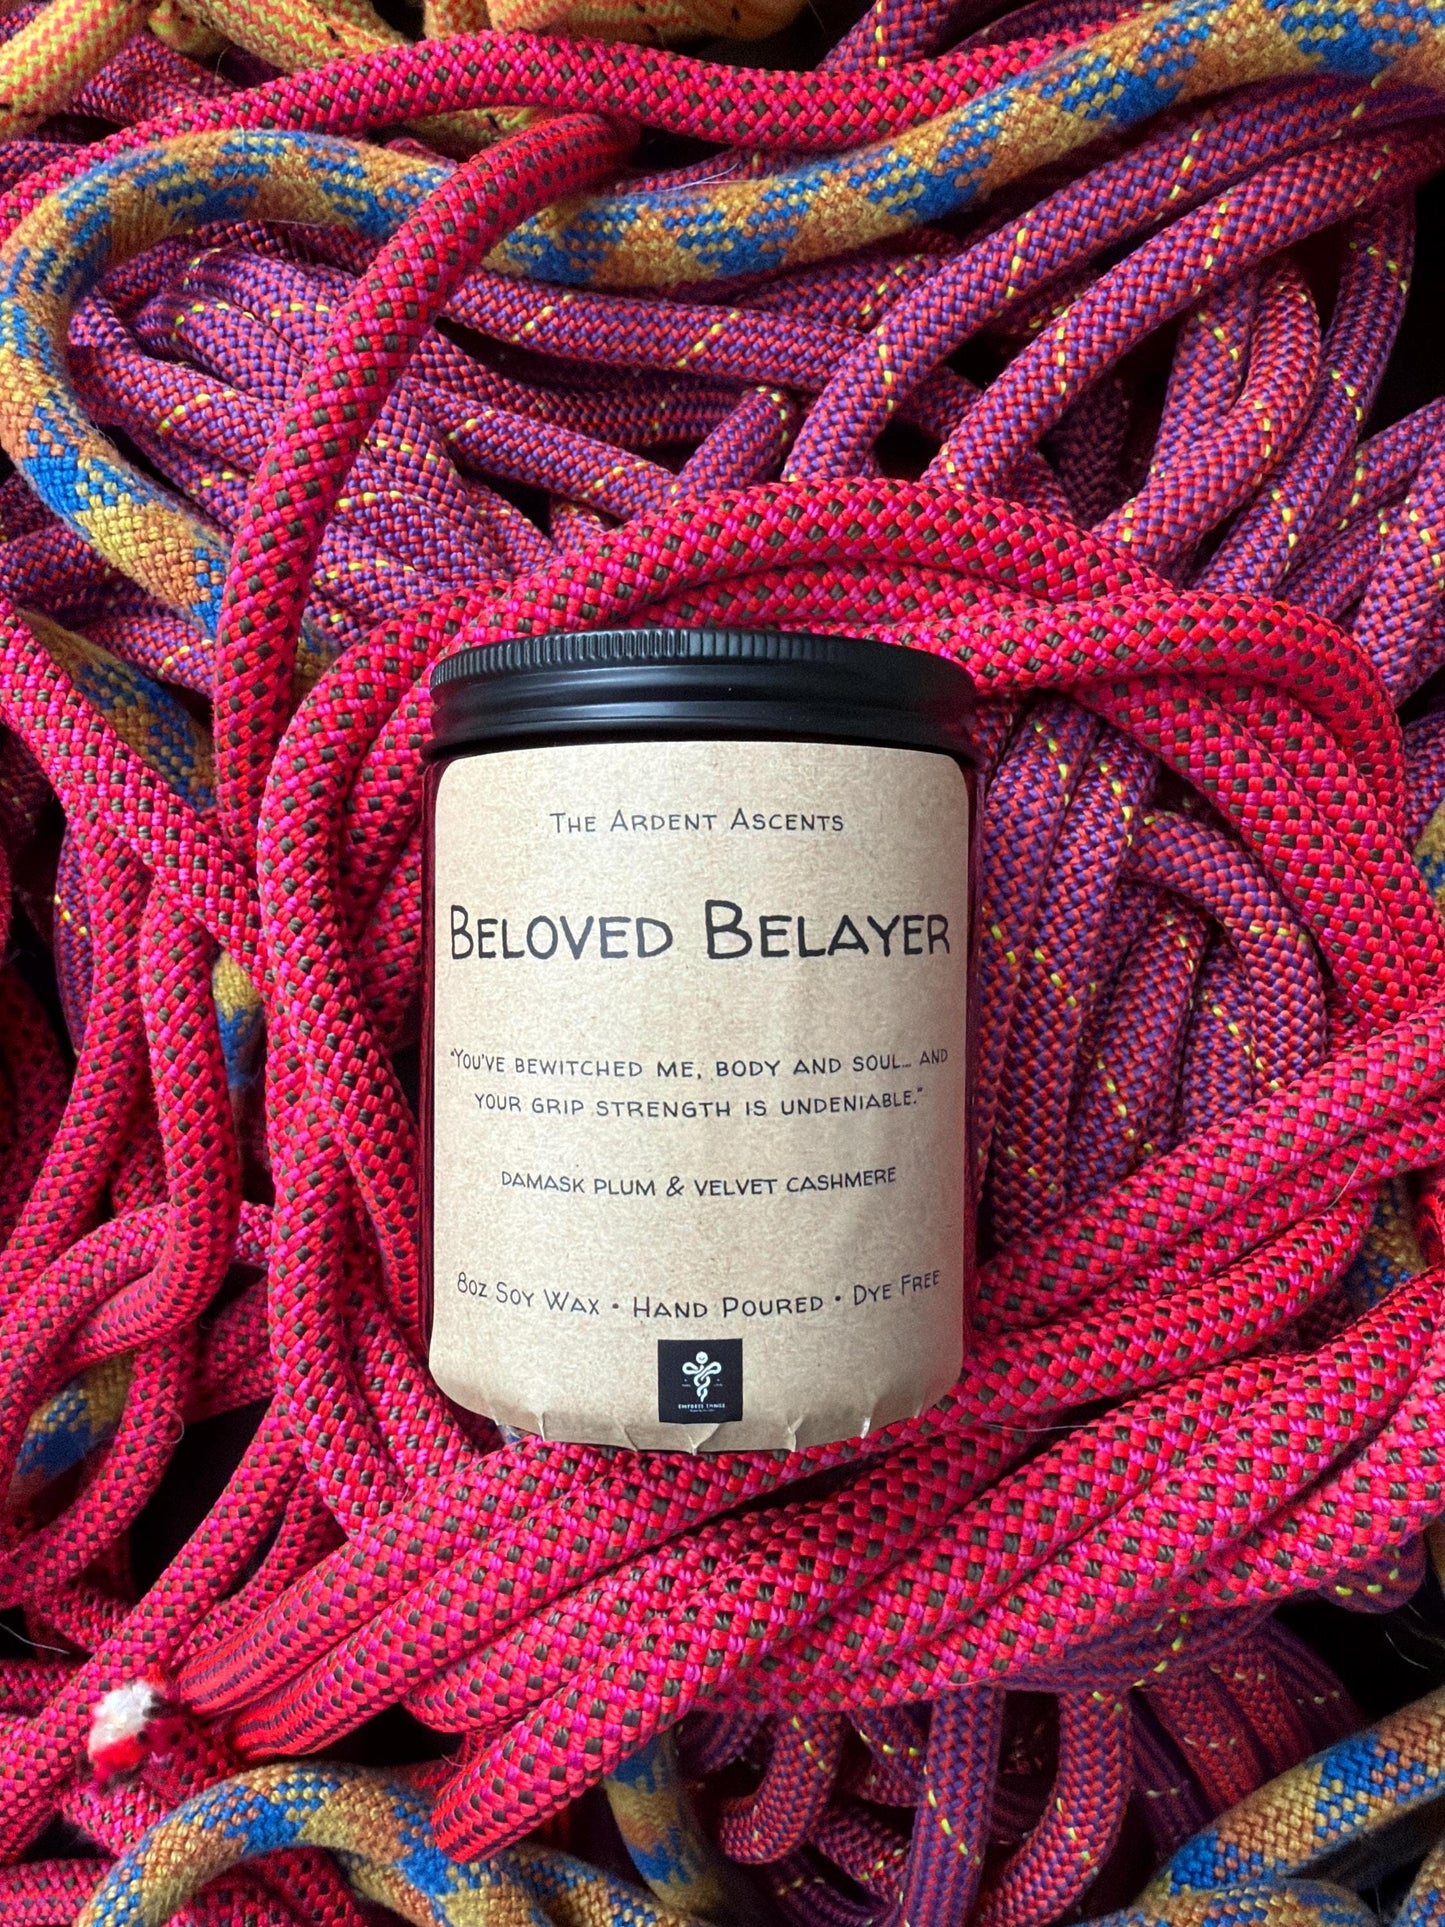 The Ardent Ascents
Beloved Belayer
"You've bewitched me, body and soul... and
your grip strength is undeniable."
Damask Plum & Velvet Cashmere
8oz Soy Wax • Hand Poured • Dye Free